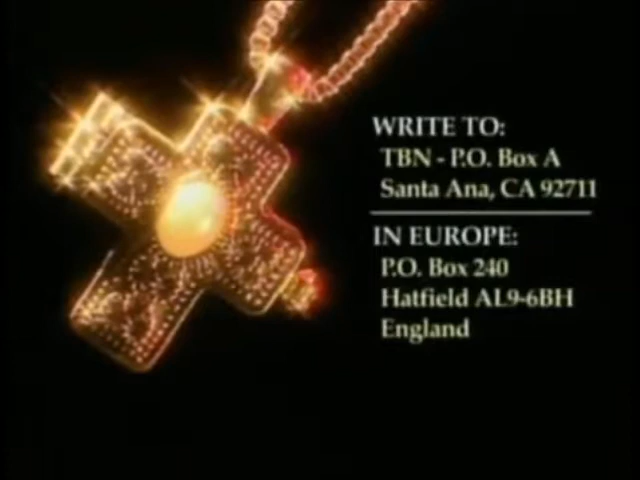 WRITE TO:
TBN - P.O. Box A
Santa Ana, CA 92711
IN EUROPE:
P.O. Box 240
Hatfield AL9-6BH
England